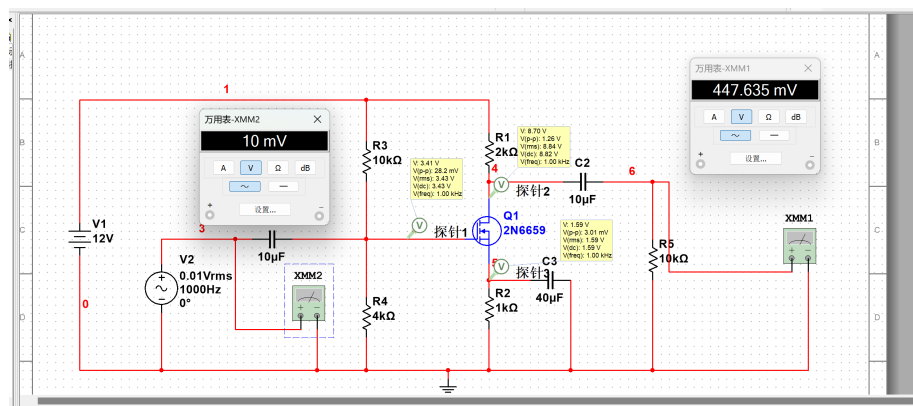 A
A
1
万用表-XMM2
10 mV
A V Ω dB
~ —
+
设置...
-
万用表-XMM1
447.635 mV
A V Ω dB
~ —
+
设置...
-
R3
10kΩ
V: 3.41 V
V(p-p): 28.2 mV
V(rms): 3.43 V
V(dc): 3.43 V
V(freq): 1.00 kHz
V
探针1
R1
2kΩ
4
V: 8.70 V
V(p-p): 1.26 V
V(rms): 8.84 V
V(dc): 8.82 V
V(freq): 1.00 kHz
V
探针2
C2
10μF
6
Q1
2N6659
V: 1.59 V
V(p-p): 3.01 mV
V(rms): 1.59 V
V(dc): 1.59 V
V(freq): 1.00 kHz
V
探针3
5
C3
40μF
R2
1kΩ
R5
10kΩ
XMM1
+ -
V1
12V
3
10μF
V2
0.01Vrms
1000Hz
0°
XMM2
+ -
R4
4kΩ
0
B
B
C
C
D
D